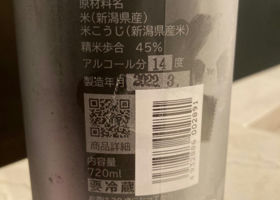 原材料名
米(新潟県産)
米こうじ(新潟県産米)
精米歩合 45%
アルコール分 14度
製造年月 2022.8.
商品詳細
内容量
720ml
要冷蔵